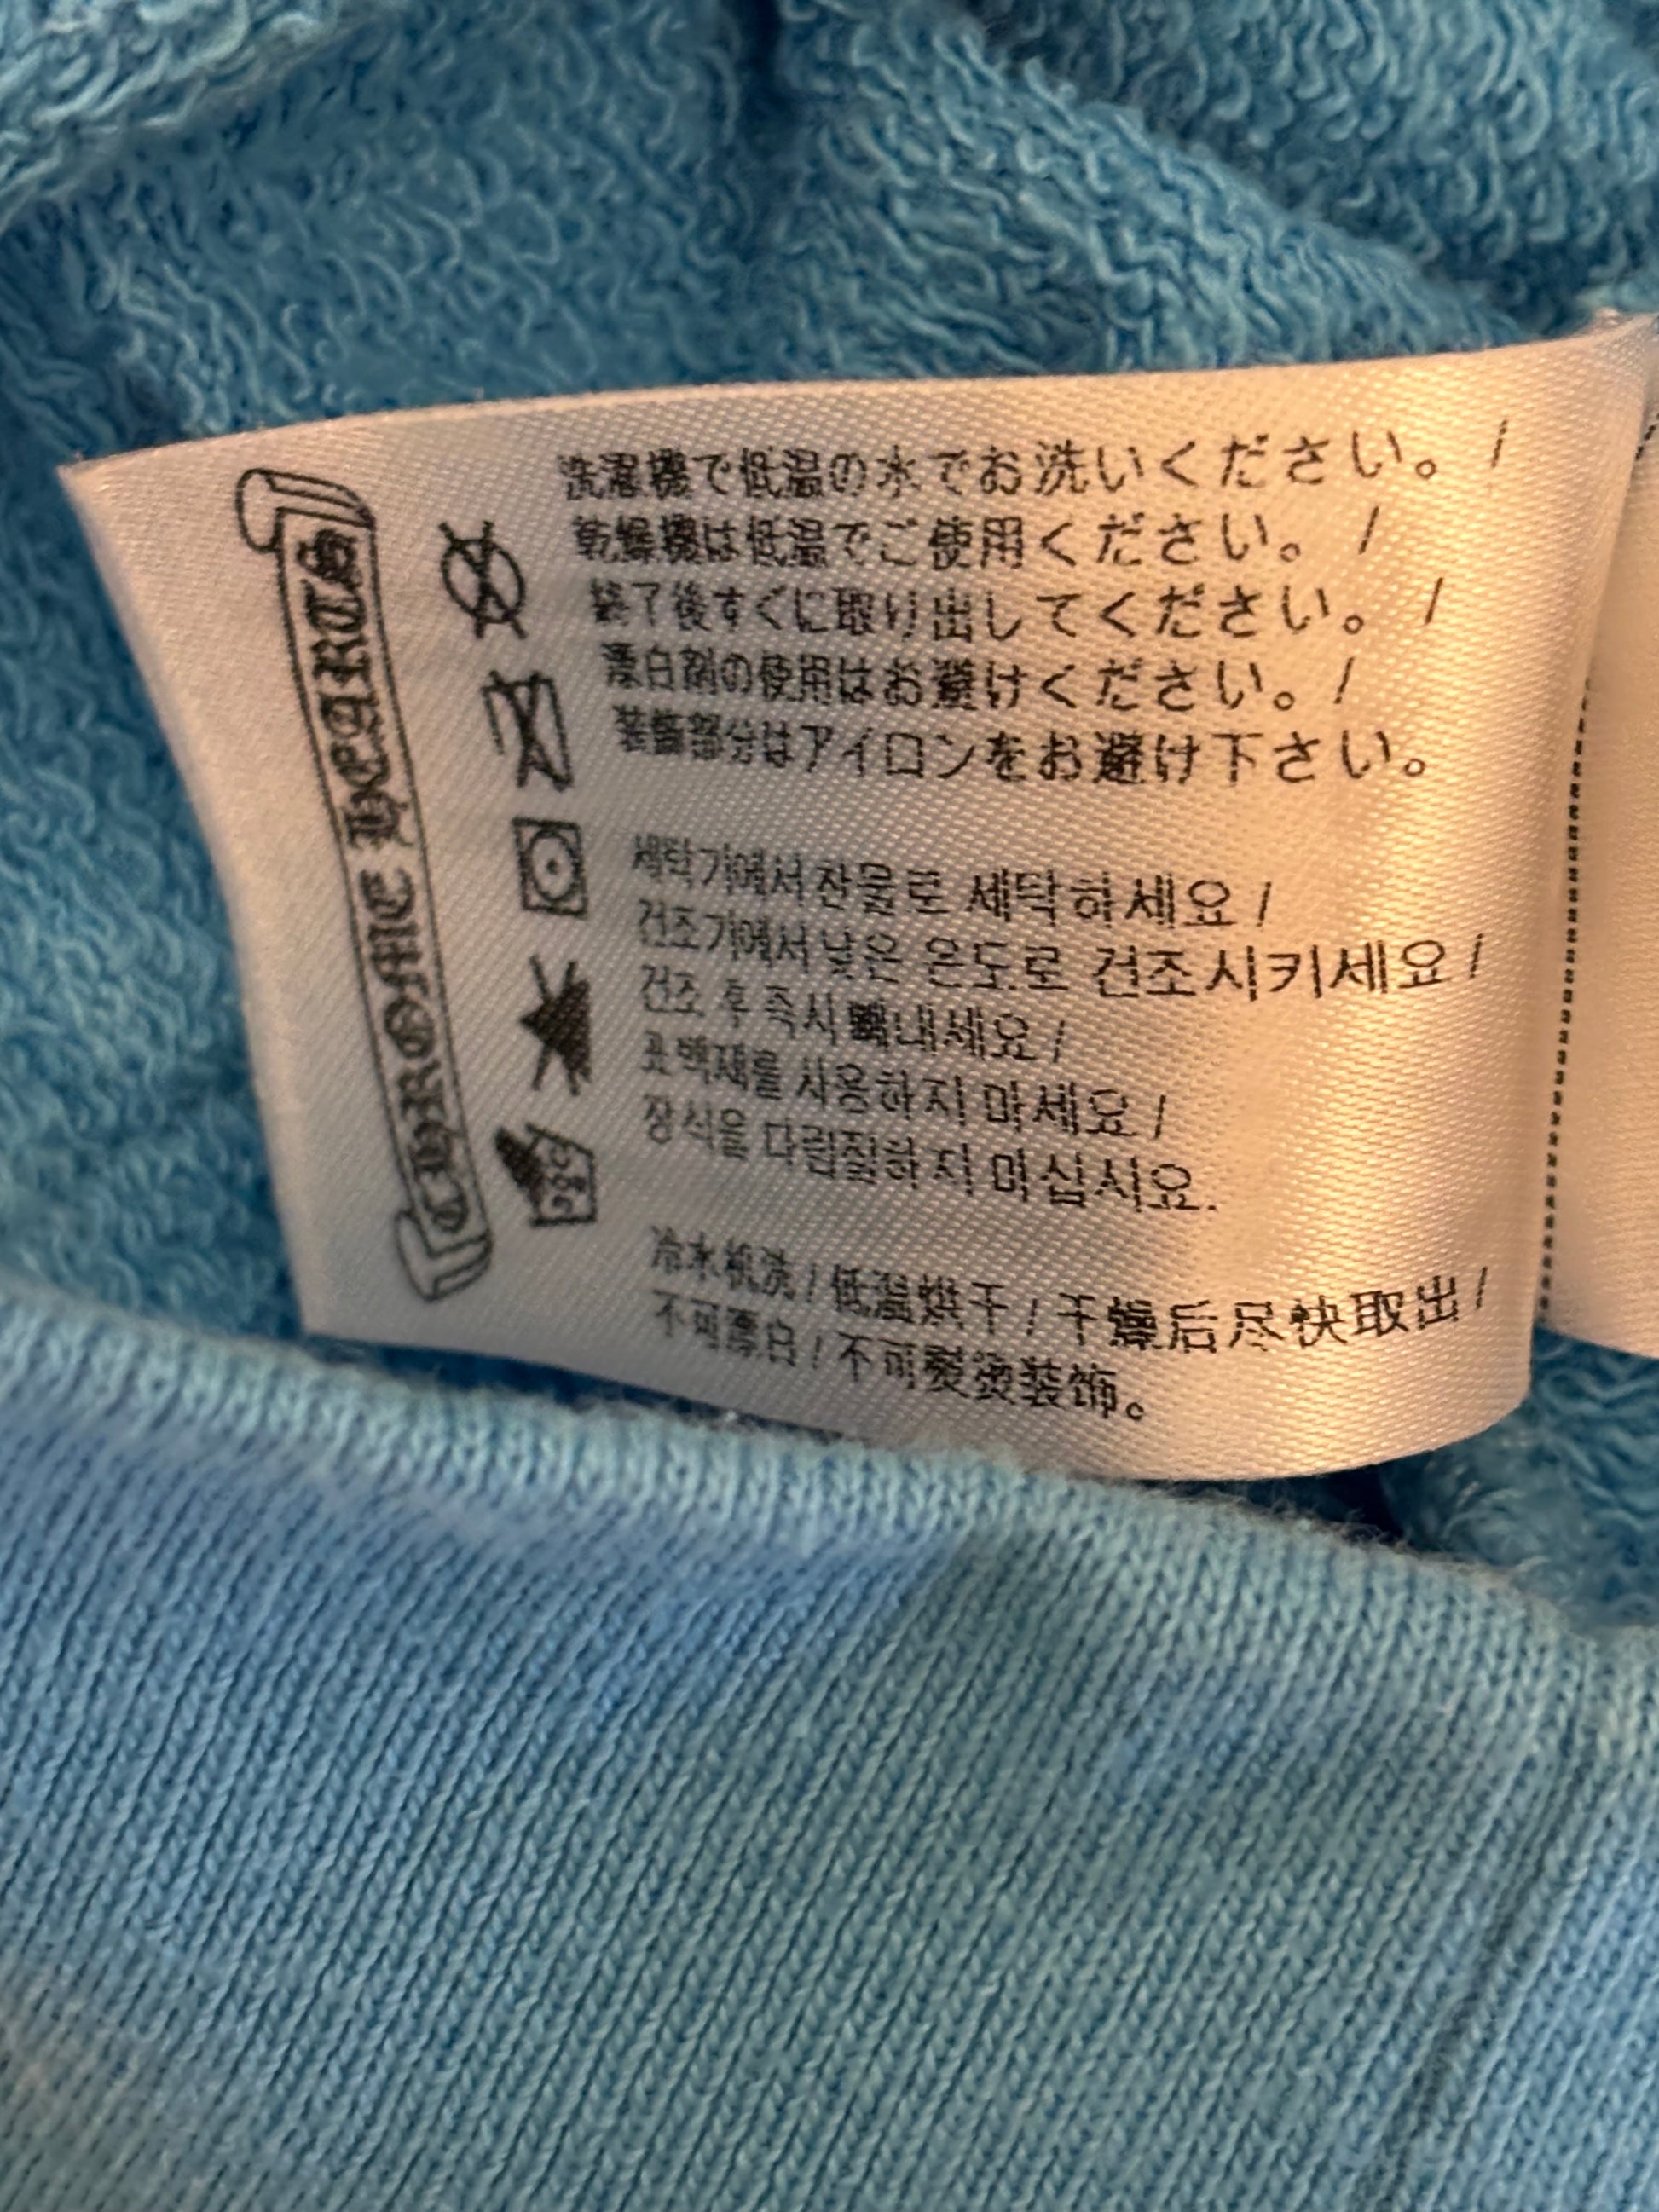 CHROME HEARTS
洗濯機で低温の水でお洗いください。/
乾燥機は低温でご使用ください。/
終了後すぐに取り出してください。/
漂白剤の使用はお避けください。/
装飾部分はアイロンをお避け下さい。
세탁기에서 찬물로 세탁하세요 /
건조기에서 낮은 온도로 건조시키세요 /
건조 후 즉시 빼내세요 /
표백제를 사용하지 마세요 /
장식을 다림질하지 마십시오.
冷水机洗 / 低温烘干 / 干燥后尽快取出 /
不可漂白 / 不可熨烫装饰。